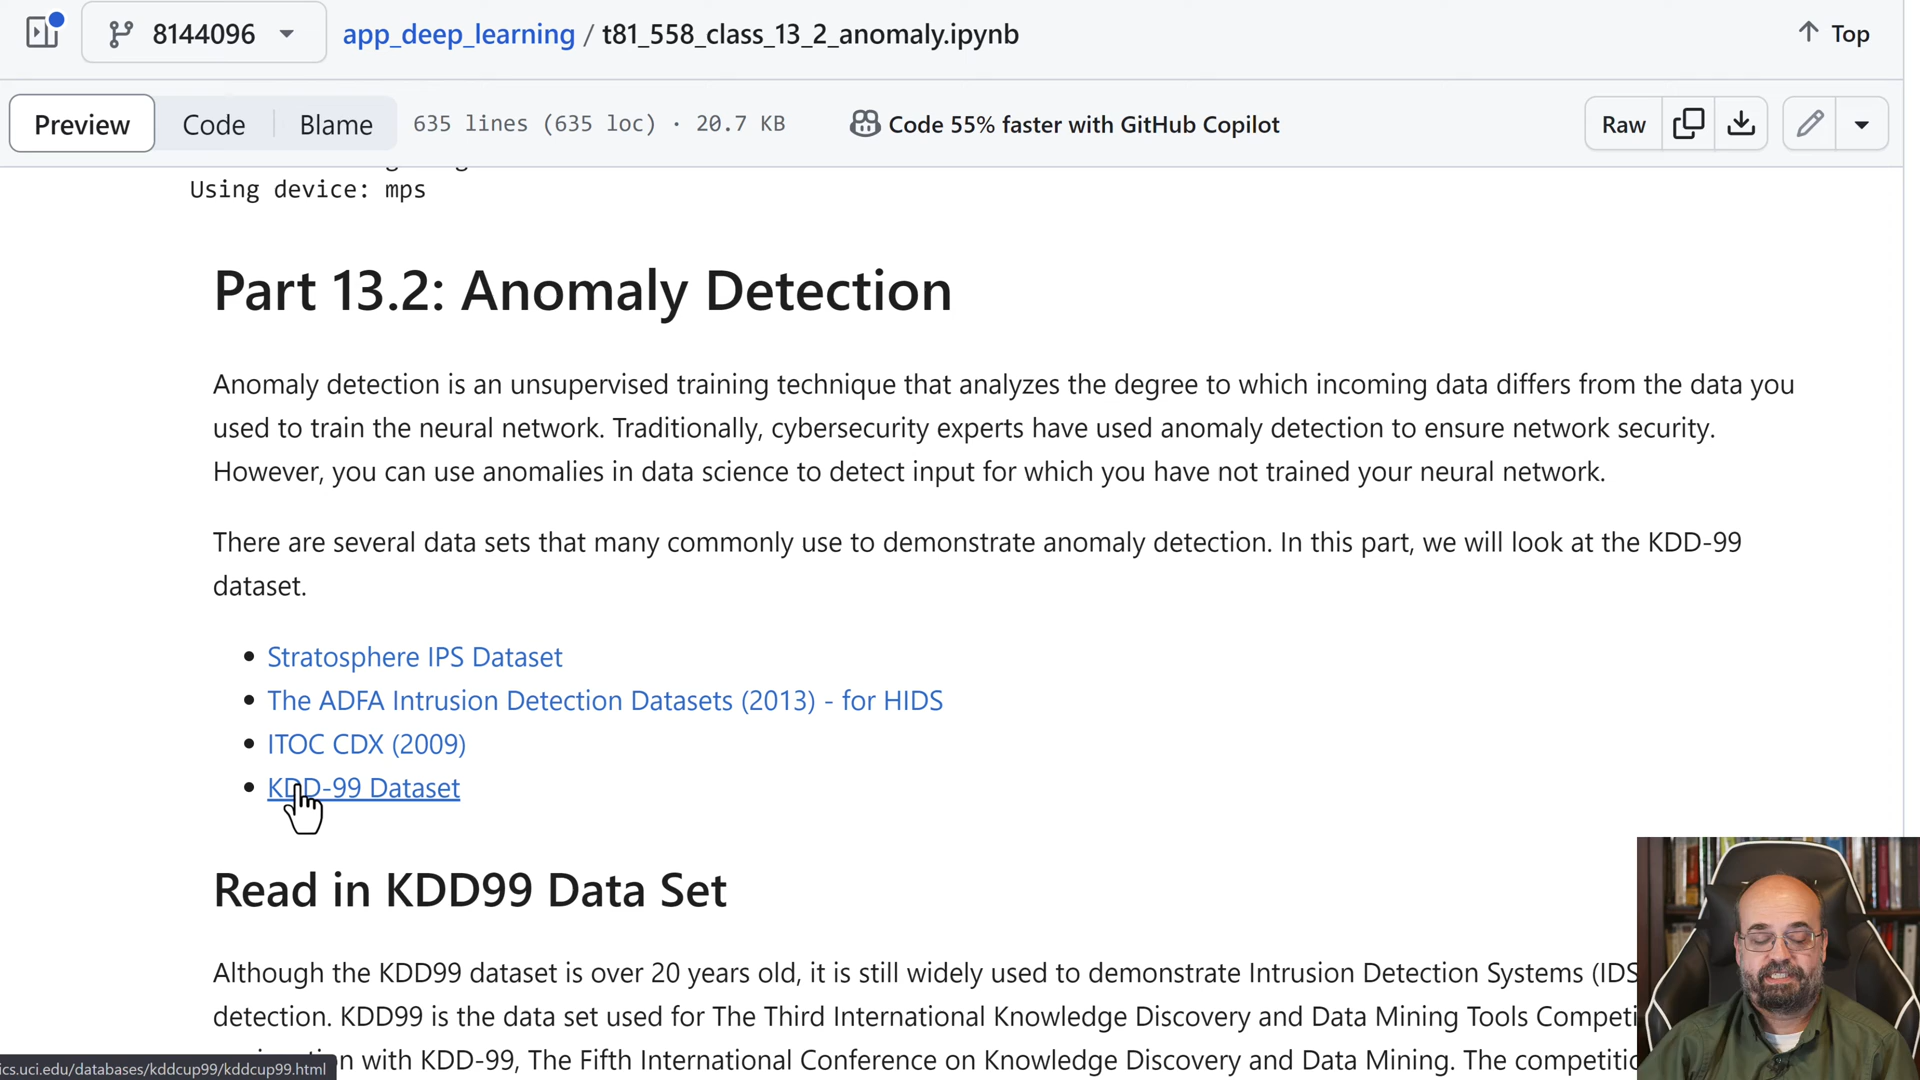 8144096
app_deep_learning / t81_558_class_13_2_anomaly.ipynb
Top
Preview Code Blame 635 lines (635 loc) · 20.7 KB Code 55% faster with GitHub Copilot Raw
Using device: mps
Part 13.2: Anomaly Detection
Anomaly detection is an unsupervised training technique that analyzes the degree to which incoming data differs from the data you
used to train the neural network. Traditionally, cybersecurity experts have used anomaly detection to ensure network security.
However, you can use anomalies in data science to detect input for which you have not trained your neural network.
There are several data sets that many commonly use to demonstrate anomaly detection. In this part, we will look at the KDD-99
dataset.
Stratosphere IPS Dataset
The ADFA Intrusion Detection Datasets (2013) - for HIDS
ITOC CDX (2009)
KDD-99 Dataset
Read in KDD99 Data Set
Although the KDD99 dataset is over 20 years old, it is still widely used to demonstrate Intrusion Detection Systems (IDS
detection. KDD99 is the data set used for The Third International Knowledge Discovery and Data Mining Tools Competi
with KDD-99, The Fifth International Conference on Knowledge Discovery and Data Mining. The competitio
ics.uci.edu/databases/kddcup99/kddcup99.html